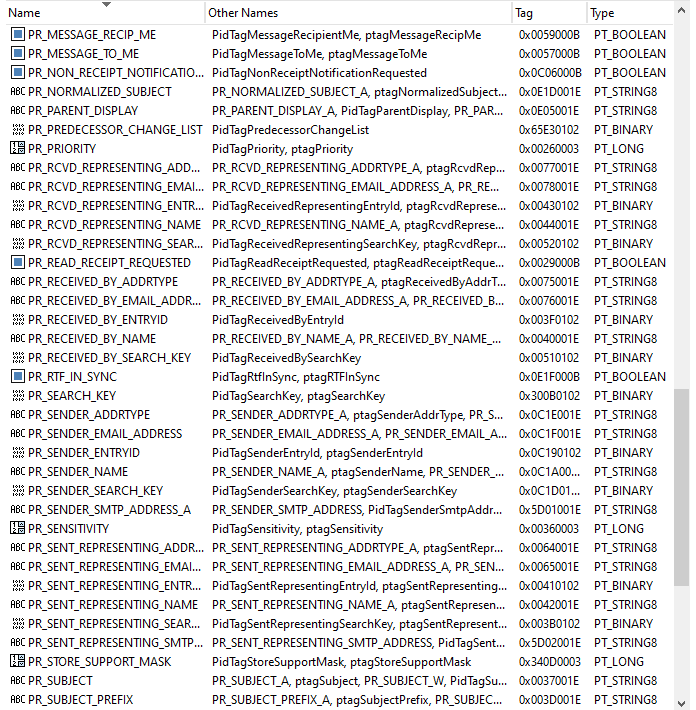 Name Other Names Tag Type
PR_MESSAGE_RECIP_ME PidTagMessageRecipientMe, ptagMessageRecipMe 0x0059000B PT_BOOLEAN
PR_MESSAGE_TO_ME PidTagMessageToMe, ptagMessageToMe 0x0057000B PT_BOOLEAN
PR_NON_RECEIPT_NOTIFICATIO... PidTagNonReceiptNotificationRequested 0x0C06000B PT_BOOLEAN
ABC PR_NORMALIZED_SUBJECT PR_NORMALIZED_SUBJECT_A, ptagNormalizedSubject... 0x0E1D001E PT_STRING8
ABC PR_PARENT_DISPLAY PR_PARENT_DISPLAY_A, PidTagParentDisplay, PR_PAR... 0x0E05001E PT_STRING8
PR_PREDECESSOR_CHANGE_LIST PidTagPredecessorChangeList 0x65E30102 PT_BINARY
PR_PRIORITY PidTagPriority, ptagPriority 0x00260003 PT_LONG
ABC PR_RCVD_REPRESENTING_ADD... PR_RCVD_REPRESENTING_ADDRTYPE_A, ptagRcvdRep... 0x0077001E PT_STRING8
ABC PR_RCVD_REPRESENTING_EMAI... PR_RCVD_REPRESENTING_EMAIL_ADDRESS_A, PR_RE... 0x0078001E PT_STRING8
PR_RCVD_REPRESENTING_ENTR... PidTagReceivedRepresentingEntryId, ptagRcvdReprese... 0x00430102 PT_BINARY
ABC PR_RCVD_REPRESENTING_NAME PR_RCVD_REPRESENTING_NAME_A, ptagRcvdReprese... 0x0044001E PT_STRING8
PR_RCVD_REPRESENTING_SEAR... PidTagReceivedRepresentingSearchKey, ptagRcvdRepr... 0x00520102 PT_BINARY
PR_READ_RECEIPT_REQUESTED PidTagReadReceiptRequested, ptagReadReceiptReque... 0x0029000B PT_BOOLEAN
ABC PR_RECEIVED_BY_ADDRTYPE PR_RECEIVED_BY_ADDRTYPE_A, ptagReceivedByAddrT... 0x0075001E PT_STRING8
ABC PR_RECEIVED_BY_EMAIL_ADDR... PR_RECEIVED_BY_EMAIL_ADDRESS_A, PR_RECEIVED_B... 0x0076001E PT_STRING8
PR_RECEIVED_BY_ENTRYID PidTagReceivedByEntryId 0x003F0102 PT_BINARY
ABC PR_RECEIVED_BY_NAME PR_RECEIVED_BY_NAME_A, PR_RECEIVED_BY_NAME_... 0x0040001E PT_STRING8
PR_RECEIVED_BY_SEARCH_KEY PidTagReceivedBySearchKey 0x00510102 PT_BINARY
PR_RTF_IN_SYNC PidTagRtfInSync, ptagRTFInSync 0x0E1F000B PT_BOOLEAN
PR_SEARCH_KEY PidTagSearchKey, ptagSearchKey 0x300B0102 PT_BINARY
ABC PR_SENDER_ADDRTYPE PR_SENDER_ADDRTYPE_A, ptagSenderAddrType, PR_S... 0x0C1E001E PT_STRING8
ABC PR_SENDER_EMAIL_ADDRESS PR_SENDER_EMAIL_ADDRESS_A, PR_SENDER_EMAIL_A... 0x0C1F001E PT_STRING8
PR_SENDER_ENTRYID PidTagSenderEntryId, ptagSenderEntryId 0x0C190102 PT_BINARY
ABC PR_SENDER_NAME PR_SENDER_NAME_A, ptagSenderName, PR_SENDER_... 0x0C1A00... PT_STRING8
PR_SENDER_SEARCH_KEY PidTagSenderSearchKey, ptagSenderSearchKey 0x0C1D01... PT_BINARY
ABC PR_SENDER_SMTP_ADDRESS_A PR_SENDER_SMTP_ADDRESS, PidTagSenderSmtpAddr... 0x5D01001E PT_STRING8
PR_SENSITIVITY PidTagSensitivity, ptagSensitivity 0x00360003 PT_LONG
ABC PR_SENT_REPRESENTING_ADDR... PR_SENT_REPRESENTING_ADDRTYPE_A, ptagSentRepr... 0x0064001E PT_STRING8
ABC PR_SENT_REPRESENTING_EMAI... PR_SENT_REPRESENTING_EMAIL_ADDRESS_A, PR_SEN... 0x0065001E PT_STRING8
PR_SENT_REPRESENTING_ENTR... PidTagSentRepresentingEntryId, ptagSentRepresenting... 0x00410102 PT_BINARY
ABC PR_SENT_REPRESENTING_NAME PR_SENT_REPRESENTING_NAME_A, ptagSentRepresen... 0x0042001E PT_STRING8
PR_SENT_REPRESENTING_SEAR... PidTagSentRepresentingSearchKey, ptagSentRepresen... 0x003B0102 PT_BINARY
ABC PR_SENT_REPRESENTING_SMTP... PR_SENT_REPRESENTING_SMTP_ADDRESS, PidTagSent... 0x5D02001E PT_STRING8
PR_STORE_SUPPORT_MASK PidTagStoreSupportMask, ptagStoreSupportMask 0x340D0003 PT_LONG
ABC PR_SUBJECT PR_SUBJECT_A, ptagSubject, PR_SUBJECT_W, PidTagSu... 0x0037001E PT_STRING8
ABC PR_SUBJECT_PREFIX PR_SUBJECT_PREFIX_A, ptagSubjectPrefix, PR_SUBJEC... 0x003D001E PT_STRING8